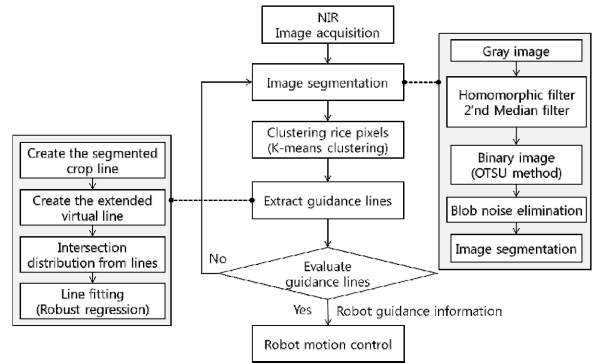 NIR
Image acquisition
Image segmentation
Clustering rice pixels
(K-means clustering)
Extract guidance lines
Evaluate
guidance lines
No
Yes
Robot guidance information
Robot motion control
Create the segmented
crop line
Create the extended
virtual line
Intersection
distribution from lines
Line fitting
(Robust regression)
Gray image
Homomorphic filter
2'nd Median filter
Binary image
(OTSU method)
Blob noise elimination
Image segmentation